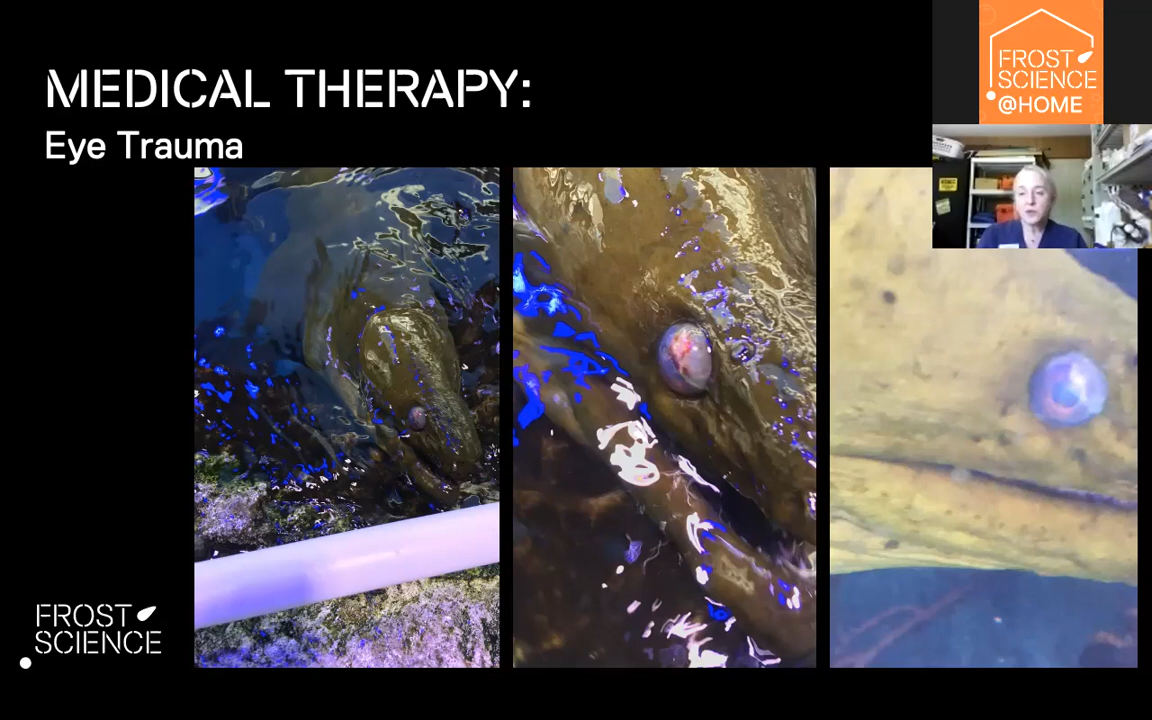 MEDICAL THERAPY:
Eye Trauma
FROST
SCIENCE
@HOME
FROST
SCIENCE